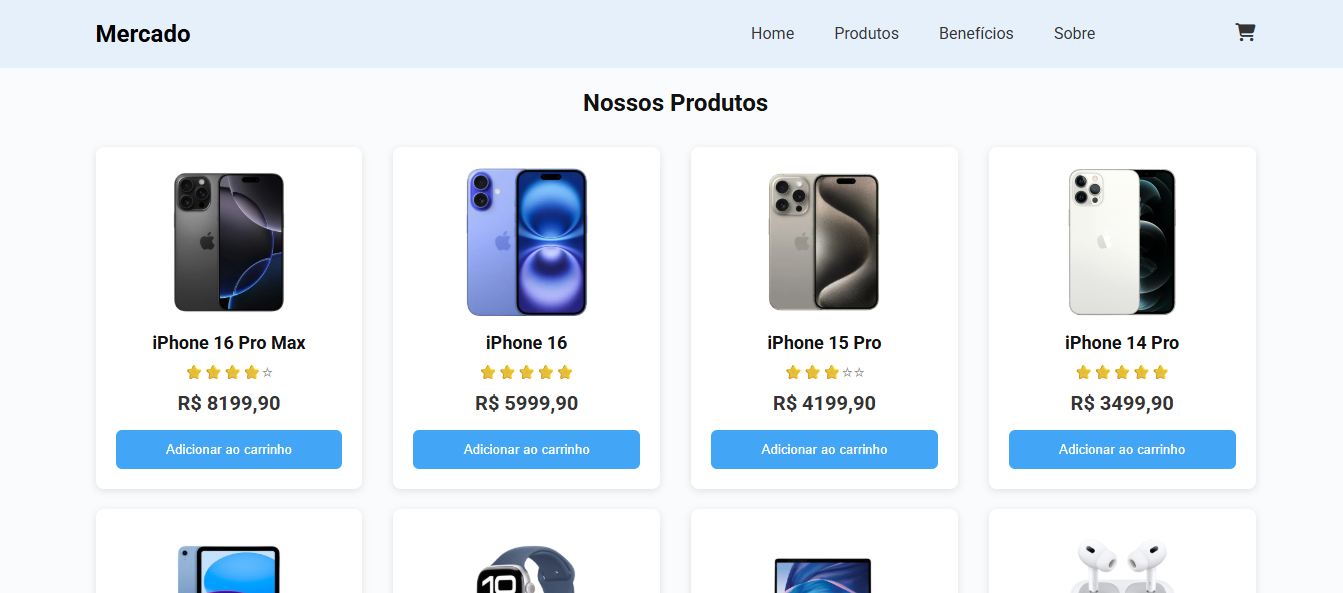 Mercado
Home Produtos Benefícios Sobre
Nossos Produtos
iPhone 16 Pro Max
iPhone 16
iPhone 15 Pro
iPhone 14 Pro
R$ 8199,90
R$ 5999,90
R$ 4199,90
R$ 3499,90
Adicionar ao carrinho
Adicionar ao carrinho
Adicionar ao carrinho
Adicionar ao carrinho
10